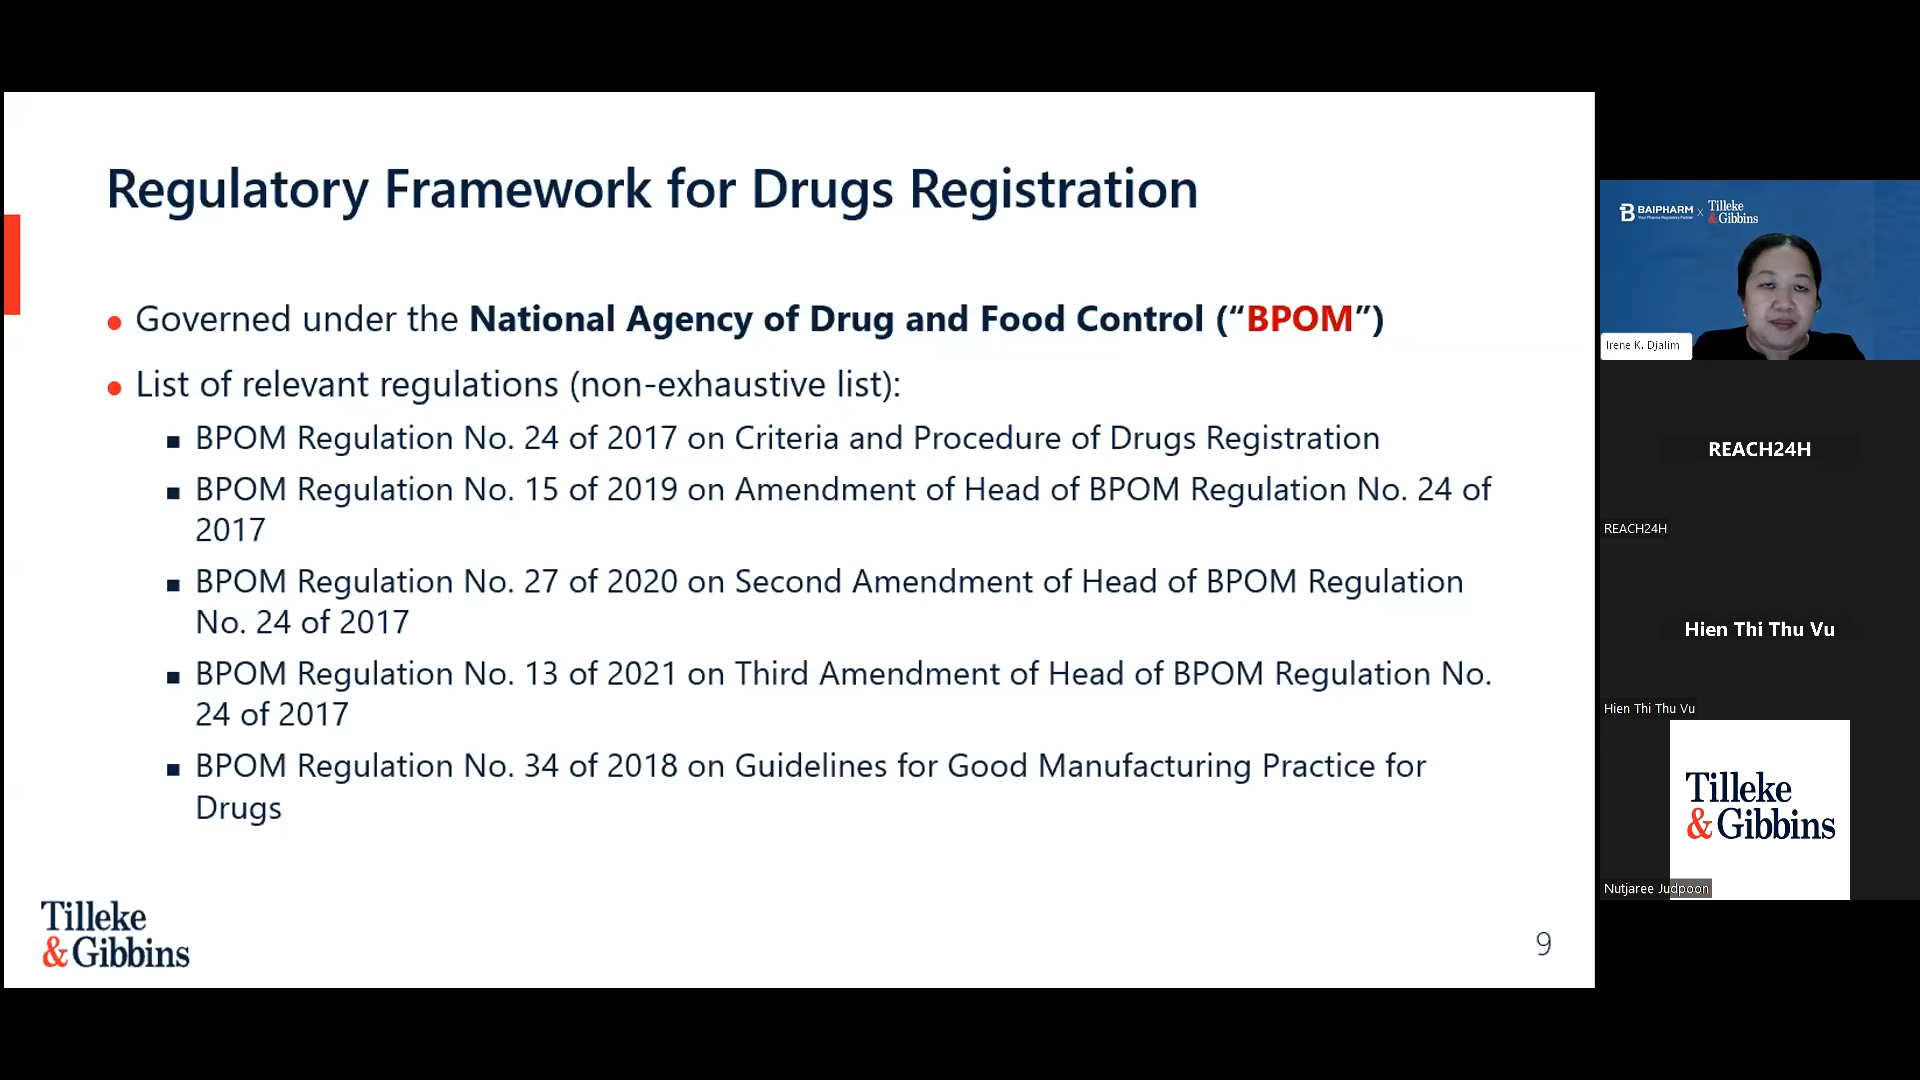 Regulatory Framework for Drugs Registration
Governed under the National Agency of Drug and Food Control (“BPOM”)
List of relevant regulations (non-exhaustive list):
BPOM Regulation No. 24 of 2017 on Criteria and Procedure of Drugs Registration
BPOM Regulation No. 15 of 2019 on Amendment of Head of BPOM Regulation No. 24 of
2017
BPOM Regulation No. 27 of 2020 on Second Amendment of Head of BPOM Regulation
No. 24 of 2017
BPOM Regulation No. 13 of 2021 on Third Amendment of Head of BPOM Regulation No.
24 of 2017
BPOM Regulation No. 34 of 2018 on Guidelines for Good Manufacturing Practice for
Drugs
Tilleke
&Gibbins
9
BAIPHARM x Tilleke
Your Pharma Regulatory Partner &Gibbins
Irene K. Djalim
REACH24H
REACH24H
Hien Thi Thu Vu
Hien Thi Thu Vu
Tilleke
&Gibbins
Nutjaree Judpoon